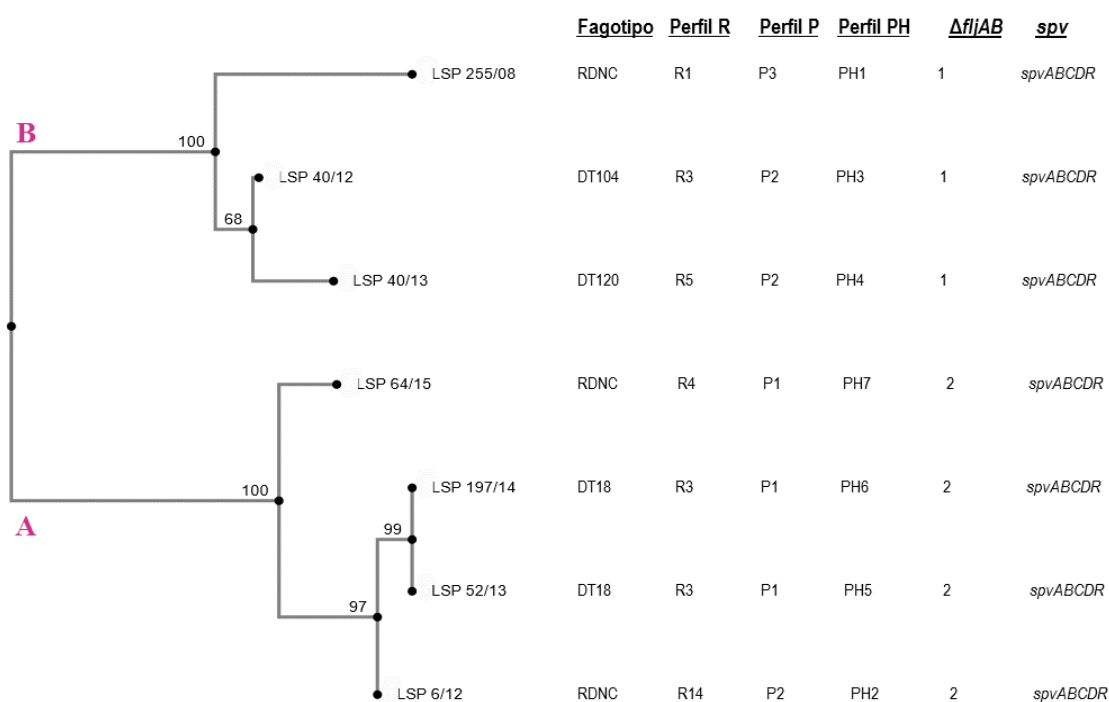 Fagotipo Perfil R Perfil P Perfil PH ΔfljAB spv
LSP 255/08 RDNC R1 P3 PH1 1 spvABCDR
B
100
LSP 40/12 DT104 R3 P2 PH3 1 spvABCDR
68
LSP 40/13 DT120 R5 P2 PH4 1 spvABCDR
LSP 64/15 RDNC R4 P1 PH7 2 spvABCDR
100
LSP 197/14 DT18 R3 P1 PH6 2 spvABCDR
A
99
LSP 52/13 DT18 R3 P1 PH5 2 spvABCDR
97
LSP 6/12 RDNC R14 P2 PH2 2 spvABCDR